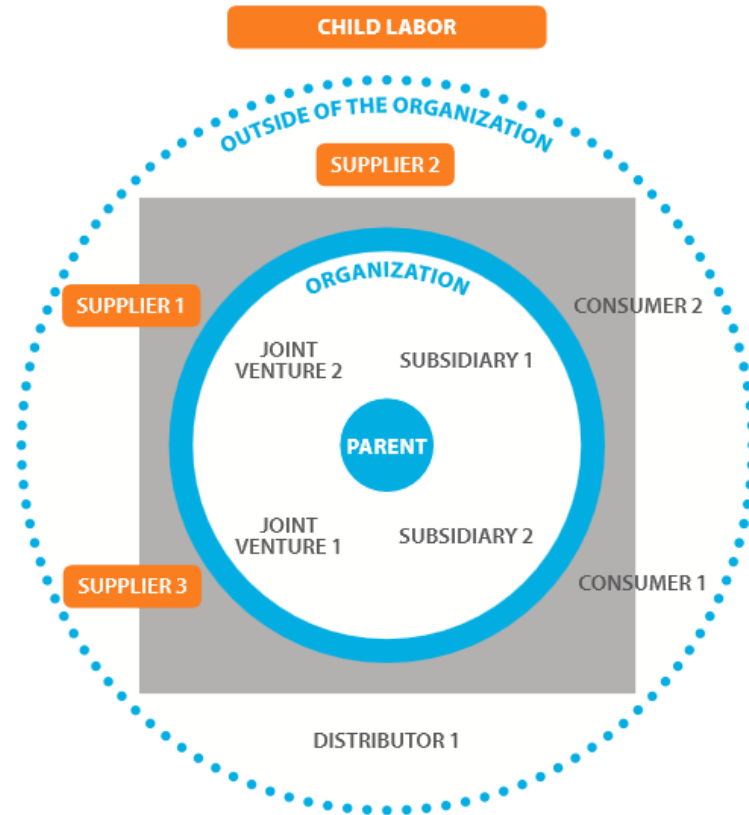 CHILD LABOR
OUTSIDE OF THE ORGANIZATION
SUPPLIER 2
ORGANIZATION
SUPPLIER 1
CONSUMER 2
JOINT
VENTURE 2
SUBSIDIARY 1
PARENT
JOINT
VENTURE 1
SUBSIDIARY 2
SUPPLIER 3
CONSUMER 1
DISTRIBUTOR 1